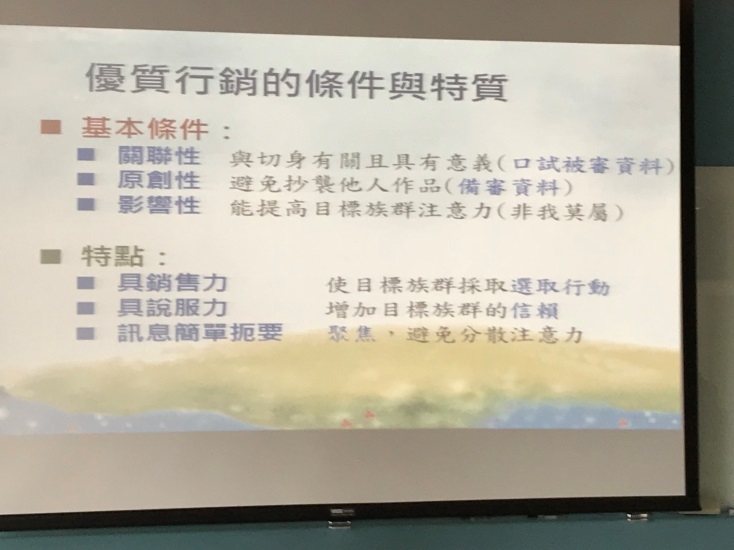 優質行銷的條件與特質
■ 基本條件：
■ 關聯性 與切身有關且具有意義(口試被審資料)
■ 原創性 避免抄襲他人作品(備審資料)
■ 影響性 能提高目標族群注意力(非我莫屬)
■ 特點：
■ 具銷售力 使目標族群採取選取行動
■ 具說服力 增加目標族群的信賴
■ 訊息簡單扼要 聚焦，避免分散注意力